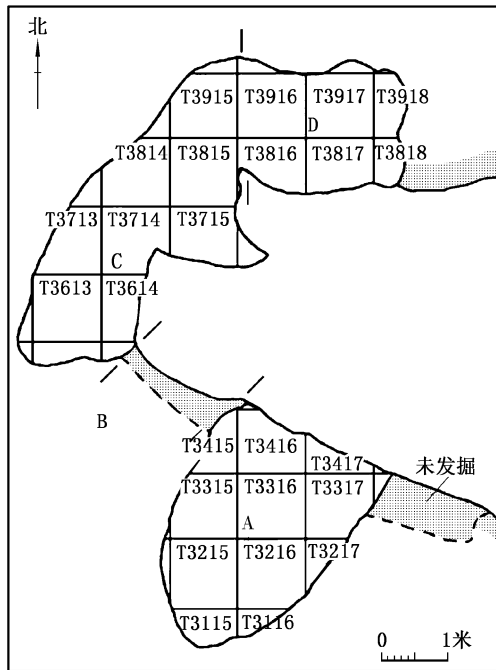 北
T3915 T3916 T3917 T3918
D
T3814 T3815 T3816 T3817 T3818
T3713 T3714 T3715
C
T3613 T3614
B
T3415 T3416
T3417
未发掘
T3315 T3316 T3317
A
T3215 T3216 T3217
T3115 T3116
0 1米